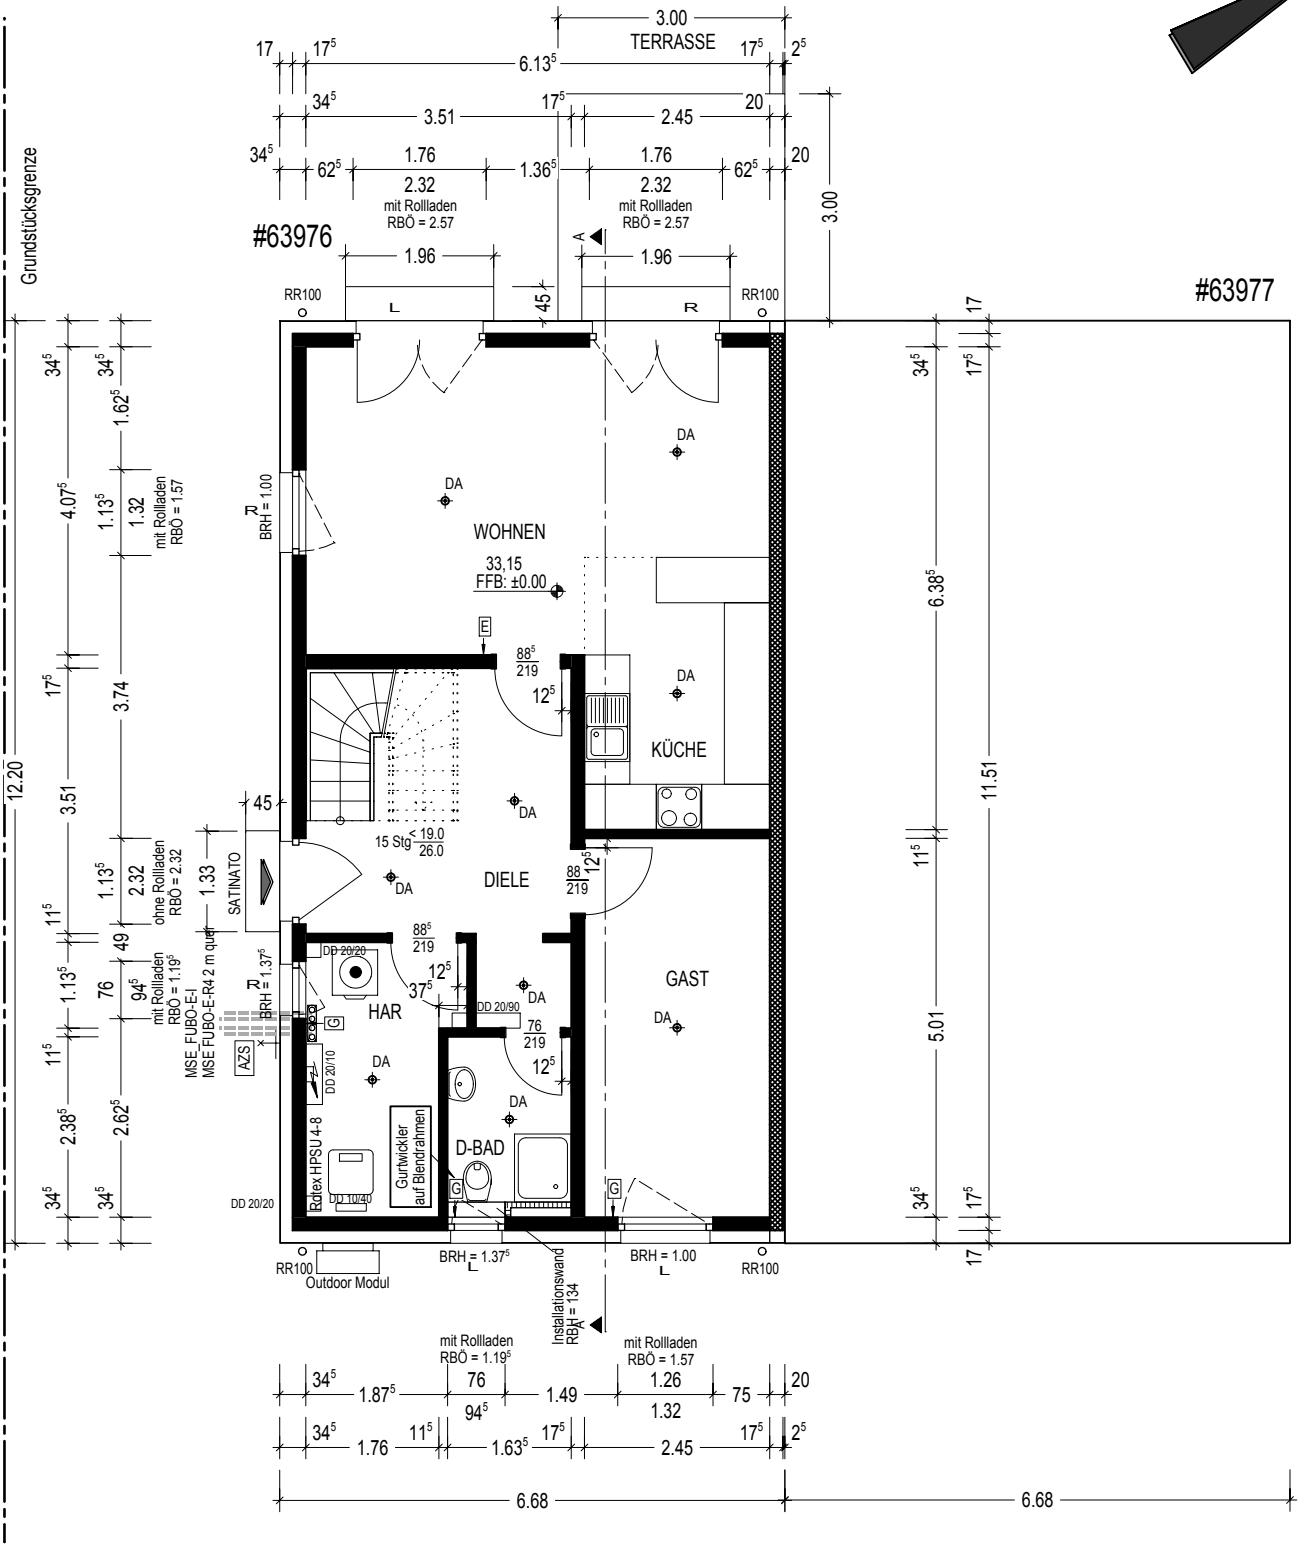 3.00
TERRASSE
17
17⁵
6.13⁵
17⁵
2⁵
34⁵
3.51
17⁵
2.45
20
34⁵
62⁵
1.76
2.32
mit Rollladen
RBÖ = 2.57
1.36⁵
1.76
2.32
mit Rollladen
RBÖ = 2.57
62⁵
20
3.00
Grundstücksgrenze
#63976
#63977
A
1.96
1.96
45
RR100
L
R
RR100
12.20
34⁵
4.07⁵
17⁵
3.51
11⁵
1.13⁵
11⁵
2.38⁵
34⁵
34⁵
1.62⁵
1.13⁵
1.32
mit Rollladen
RBÖ = 1.57
3.74
1.13⁵
2.32
ohne Rollladen
RBÖ = 2.32
49
76
94⁵
mit Rollladen
RBÖ = 1.19⁵
2.62⁵
34⁵
R
BRH = 1.00
45
1.33
SATINATO
R
BRH = 1.37⁵
MSE_FUBO-E-I
MSE FUBO-E-R4 2 m quer
AZS
DA
DA
WOHNEN
33,15
FFB: ±0.00
E
88⁵
219
12⁵
DA
KÜCHE
15 Stg
< 19.0
26.0
DA
DA
DIELE
88
219
12⁵
88⁵
219
12⁵
37⁵
DD 20/20
HAR
G
DD 20/10
DA
DD 20/90
DA
76
219
12⁵
GAST
DA
DA
D-BAD
Gurtwickler
auf Blendrahmen
Rotex HPSU 4-8
DD 10/40
DD 20/20
G
G
RR100
Outdoor Modul
BRH = 1.37⁵
L
Installationswand
RBH = 134
BRH = 1.00
L
RR100
A
34⁵
6.38⁵
11⁵
5.01
34⁵
17
17⁵
11.51
17⁵
17
mit Rollladen
RBÖ = 1.19⁵
mit Rollladen
RBÖ = 1.57
34⁵
1.87⁵
76
94⁵
1.49
1.26
1.32
75
20
34⁵
1.76
11⁵
1.63⁵
17⁵
2.45
17⁵
2⁵
6.68
6.68